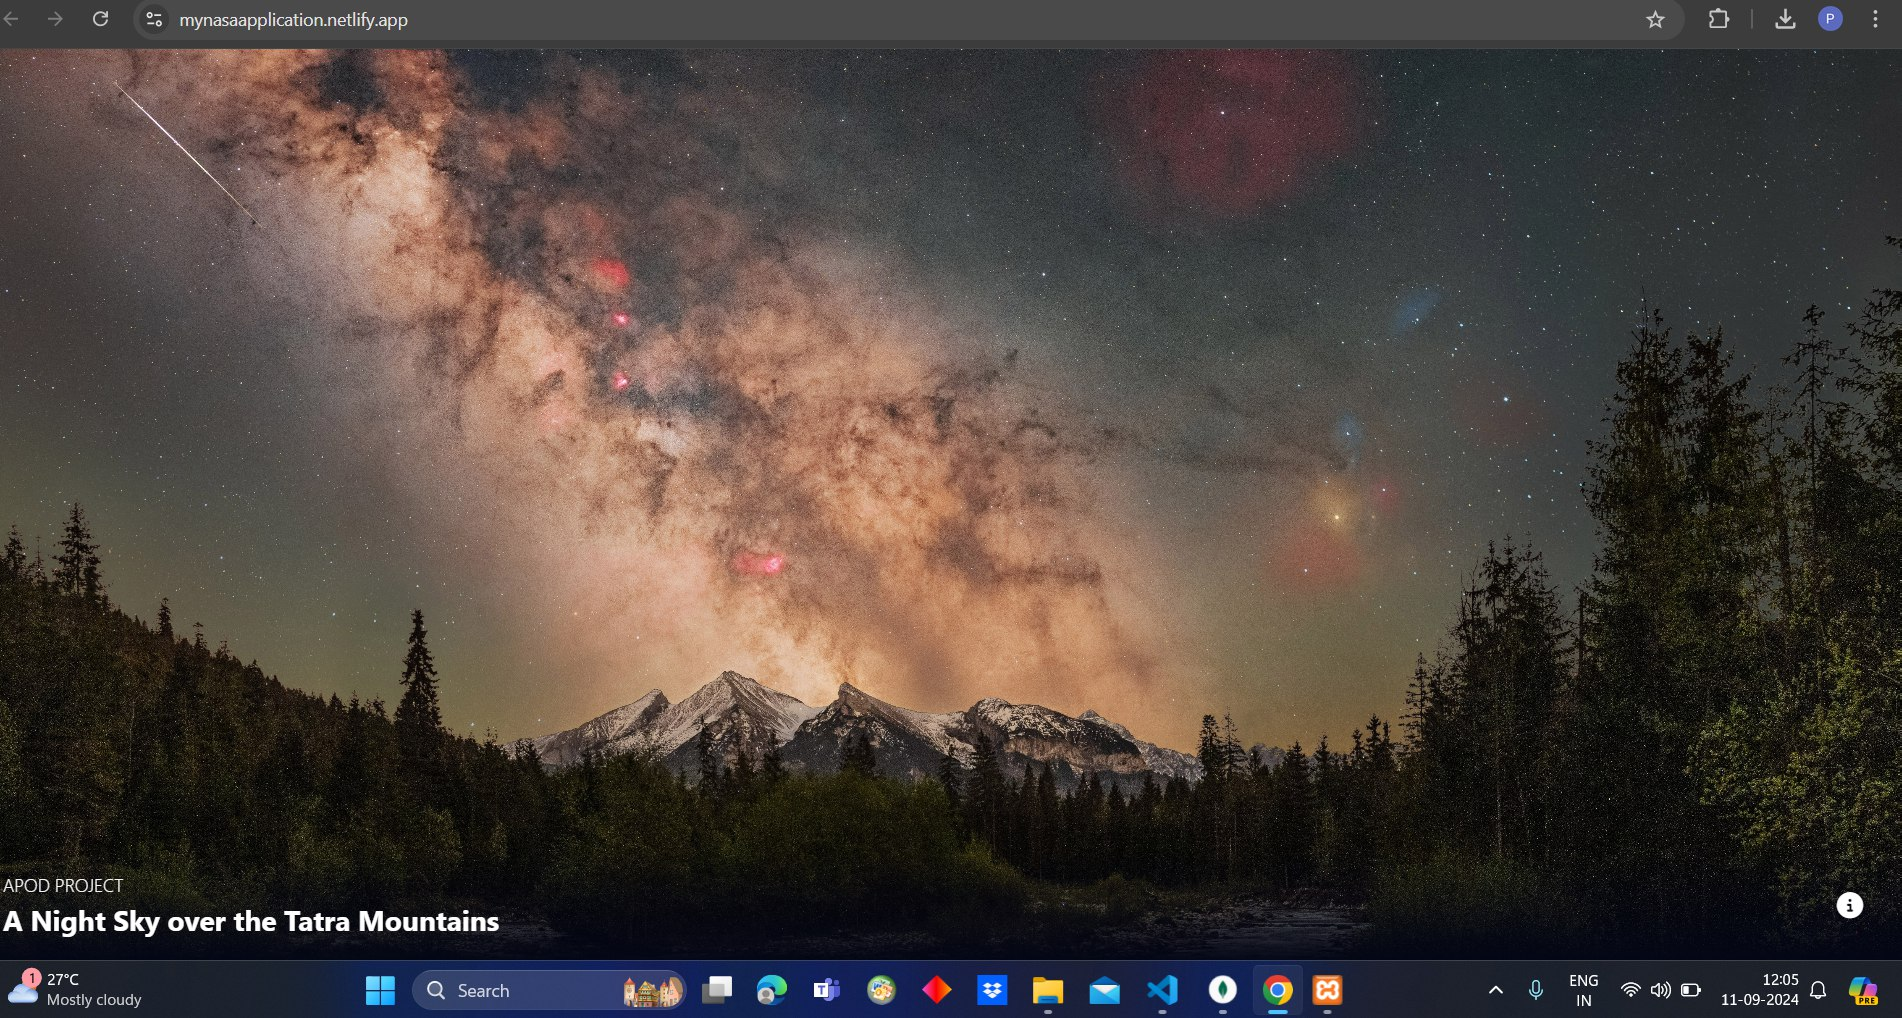 mynasaapplication.netlify.app
P
APOD PROJECT
A Night Sky over the Tatra Mountains
i
1
27°C
Mostly cloudy
Search
T
ENG
IN
12:05
11-09-2024
PRE